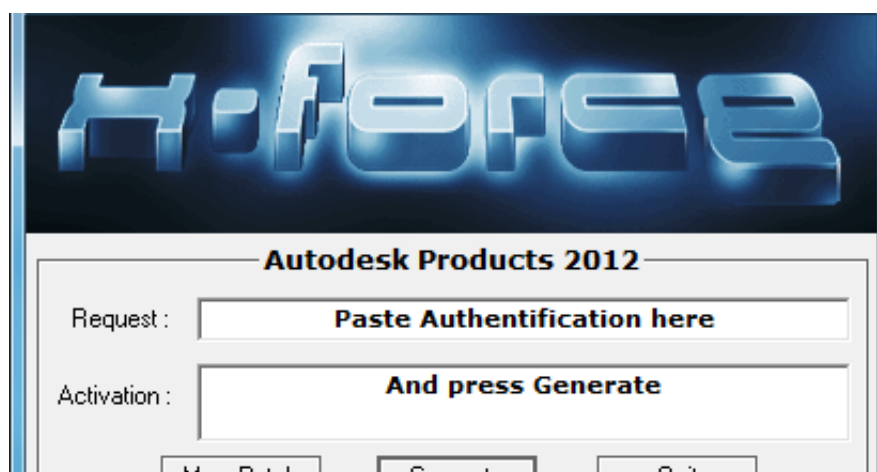 x-force
Autodesk Products 2012
Request :
Paste Authentification here
Activation :
And press Generate